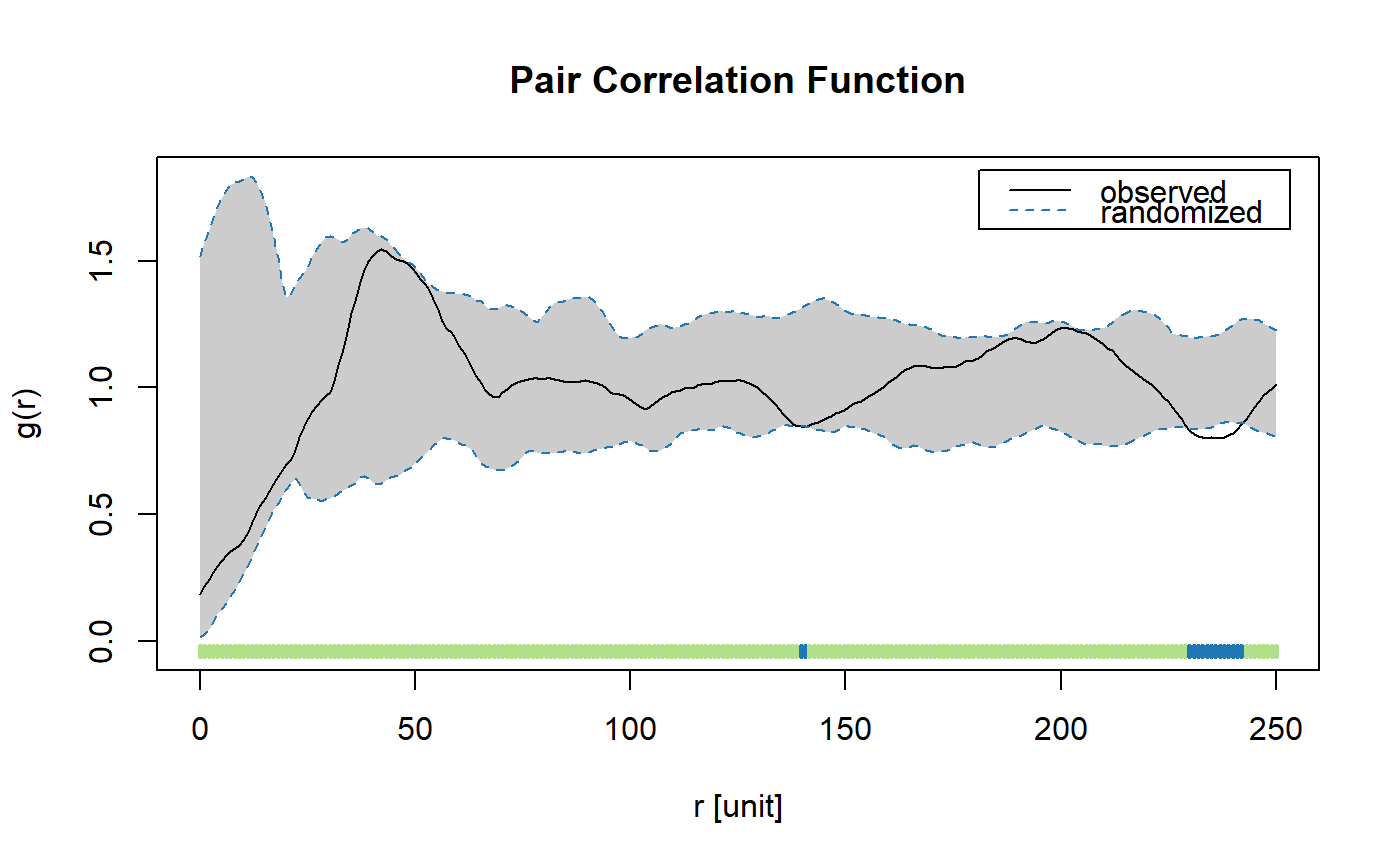 Pair Correlation Function
observed
randomized
g(r)
1.5
1.0
0.5
0.0
0 50 100 150 200 250
r [unit]